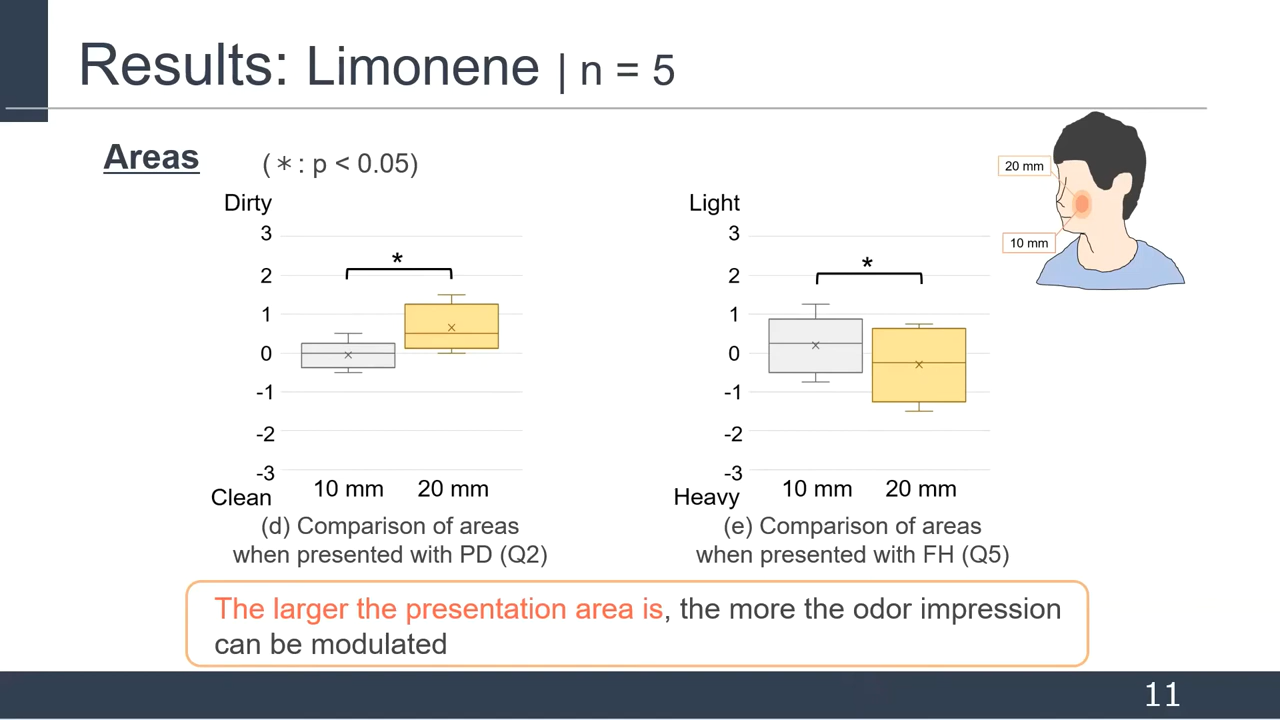 Results: Limonene | n = 5
Areas
(＊: p < 0.05)
20 mm
10 mm
Dirty
3
2
1
0
-1
-2
-3
Clean
*
10 mm 20 mm
(d) Comparison of areas
when presented with PD (Q2)
Light
3
2
1
0
-1
-2
-3
Heavy
*
10 mm 20 mm
(e) Comparison of areas
when presented with FH (Q5)
The larger the presentation area is, the more the odor impression
can be modulated
11